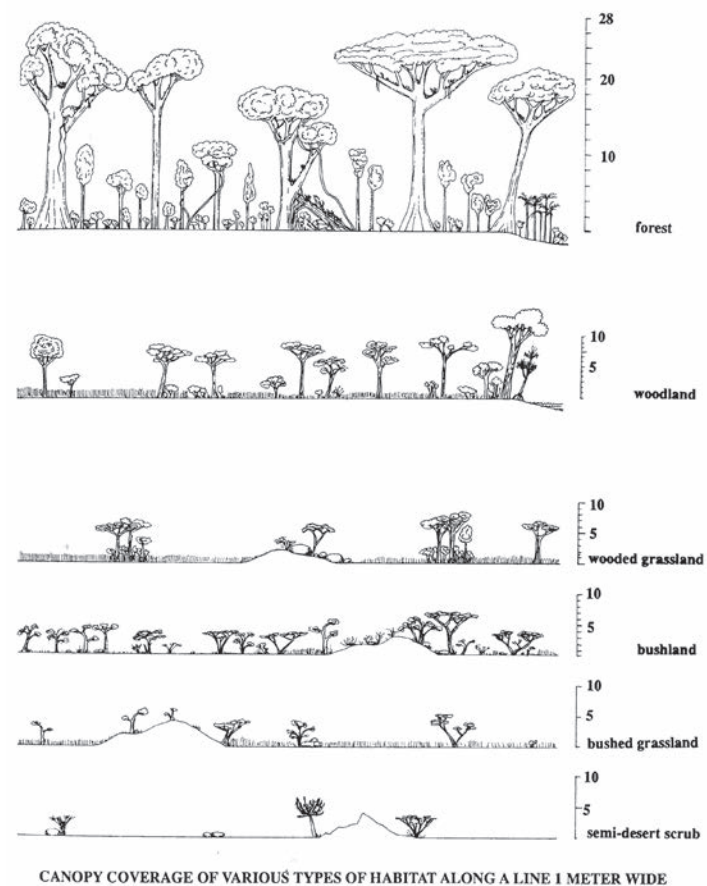 28
20
10
forest
10
5
woodland
10
5
wooded grassland
10
5
bushland
10
5
bushed grassland
10
5
semi-desert scrub
CANOPY COVERAGE OF VARIOUS TYPES OF HABITAT ALONG A LINE 1 METER WIDE